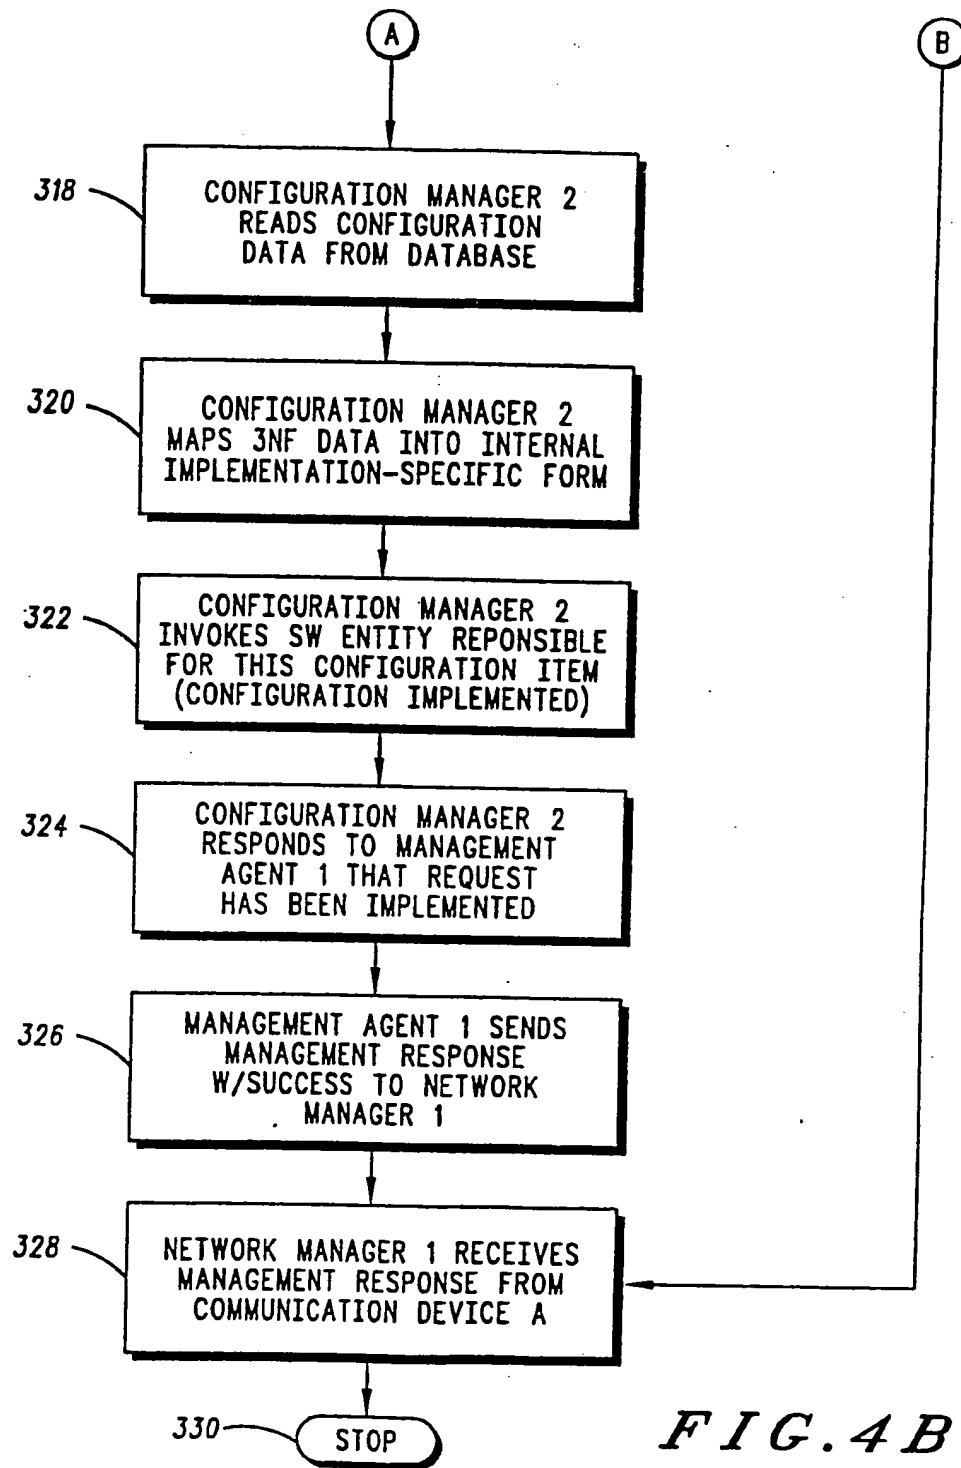 A
B
318
CONFIGURATION MANAGER 2
READS CONFIGURATION
DATA FROM DATABASE
320
CONFIGURATION MANAGER 2
MAPS 3NF DATA INTO INTERNAL
IMPLEMENTATION-SPECIFIC FORM
322
CONFIGURATION MANAGER 2
INVOKES SW ENTITY REPONSIBLE
FOR THIS CONFIGURATION ITEM
(CONFIGURATION IMPLEMENTED)
324
CONFIGURATION MANAGER 2
RESPONDS TO MANAGEMENT
AGENT 1 THAT REQUEST
HAS BEEN IMPLEMENTED
326
MANAGEMENT AGENT 1 SENDS
MANAGEMENT RESPONSE
W/SUCCESS TO NETWORK
MANAGER 1
328
NETWORK MANAGER 1 RECEIVES
MANAGEMENT RESPONSE FROM
COMMUNICATION DEVICE A
330
STOP
FIG.4B